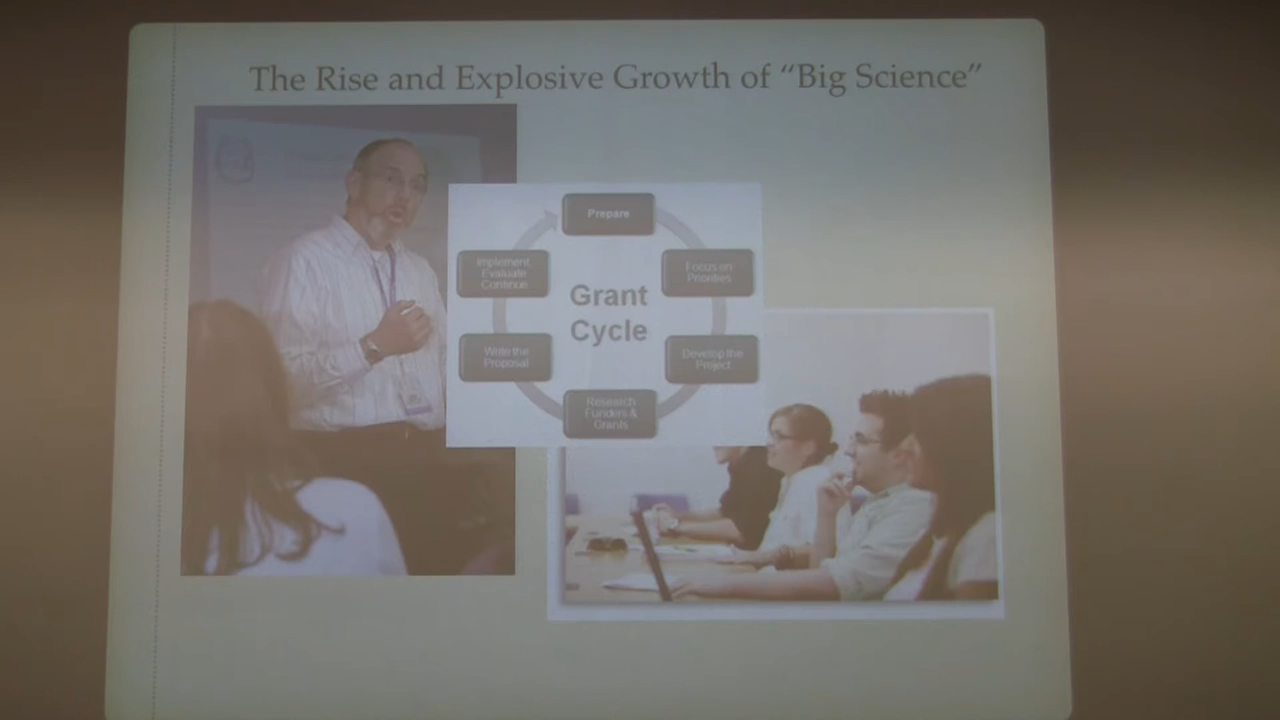 The Rise and Explosive Growth of “Big Science”
Prepare
Focus on
Priorities
Develop the
Project
Research
Funders &
Grants
Write the
Proposal
Implement,
Evaluate
Continue
Grant
Cycle